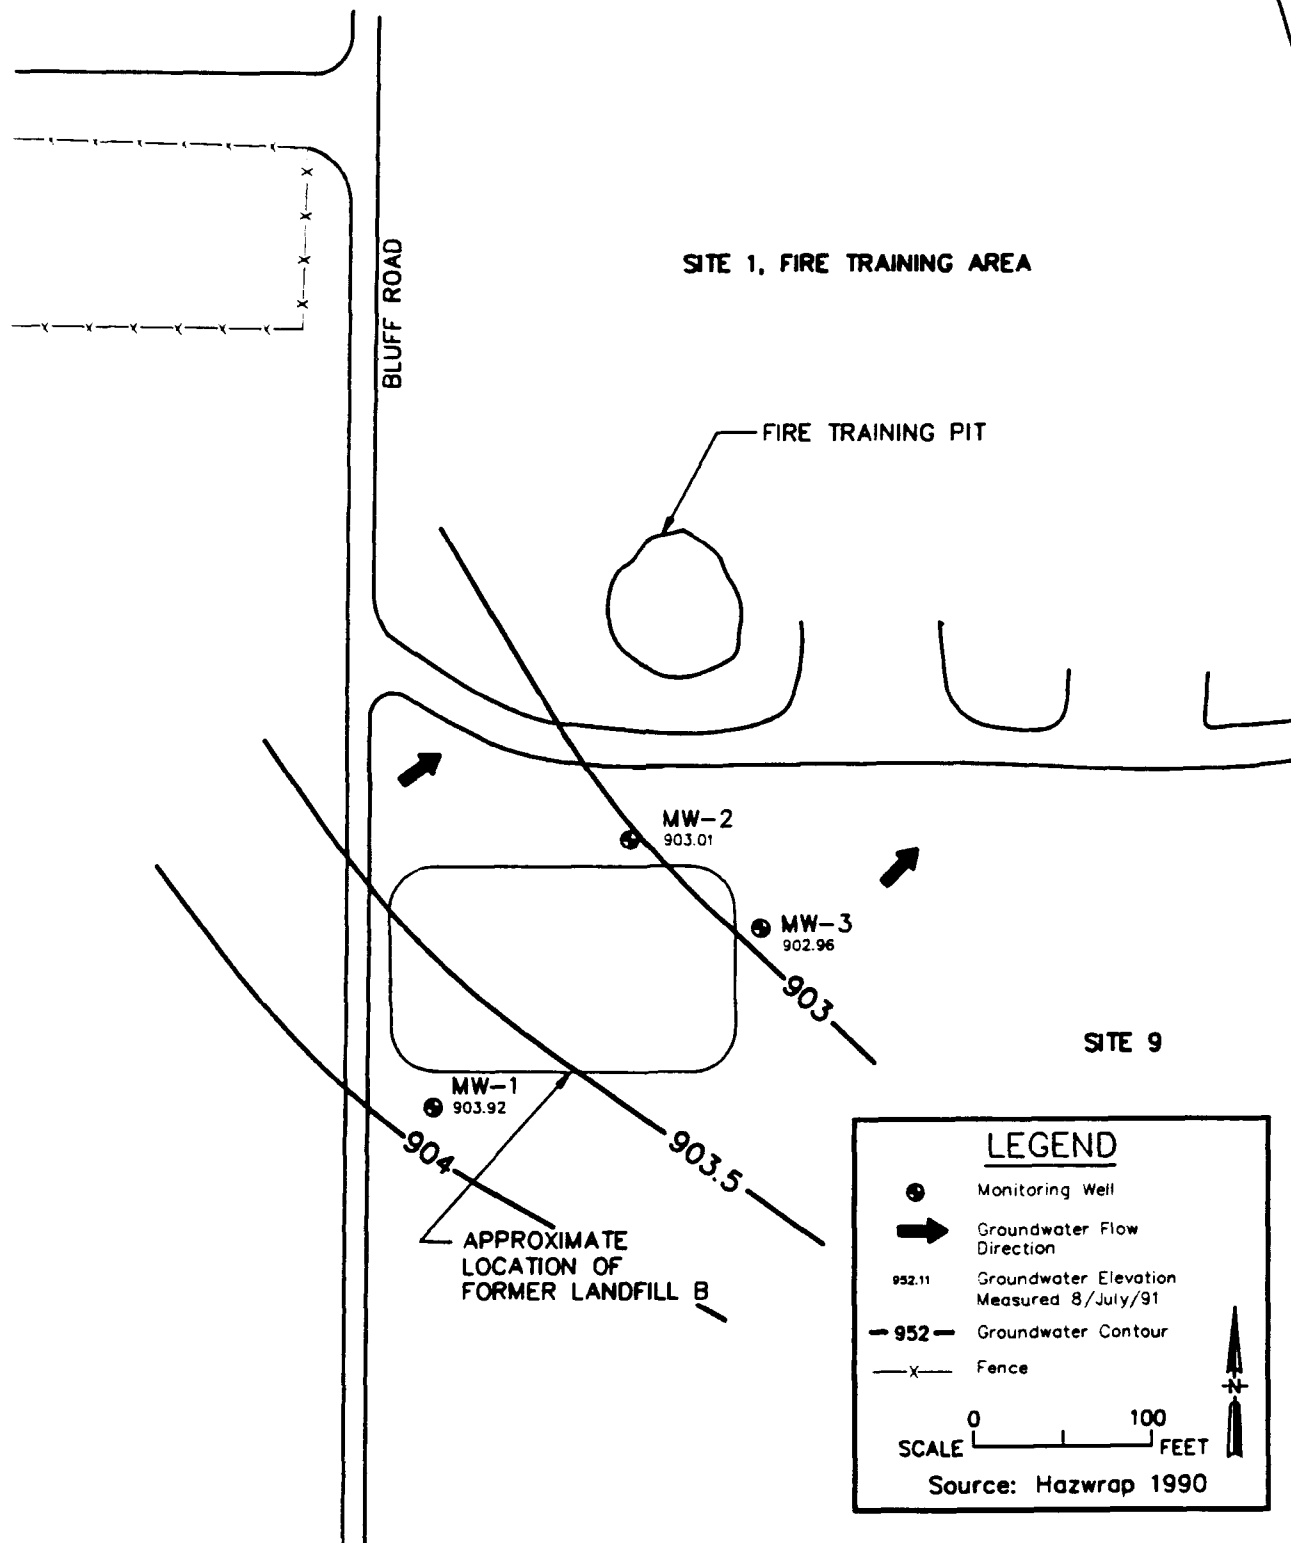 SITE 1, FIRE TRAINING AREA
BLUFF ROAD
FIRE TRAINING PIT
MW-2
903.01
MW-3
902.96
903
SITE 9
MW-1
903.92
904
903.5
APPROXIMATE
LOCATION OF
FORMER LANDFILL B
LEGEND
Monitoring Well
Groundwater Flow
Direction
952.11
Groundwater Elevation
Measured 8/July/91
952
Groundwater Contour
X
Fence
N
0 100
SCALE FEET
Source: Hazwrap 1990